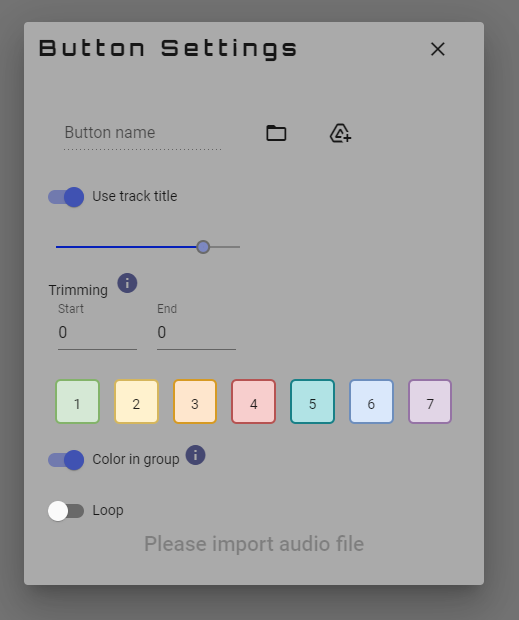 Button Settings
Button name
Use track title
Trimming
Start End
0 0
1 2 3 4 5 6 7
Color in group
Loop
Please import audio file